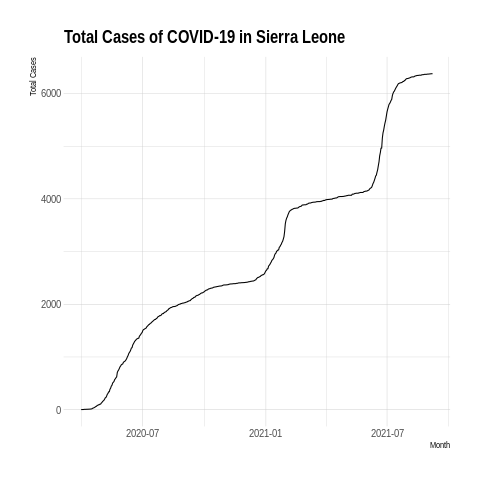 Total Cases of COVID-19 in Sierra Leone
Total Cases
6000
4000
2000
0
2020-07 2021-01 2021-07
Month